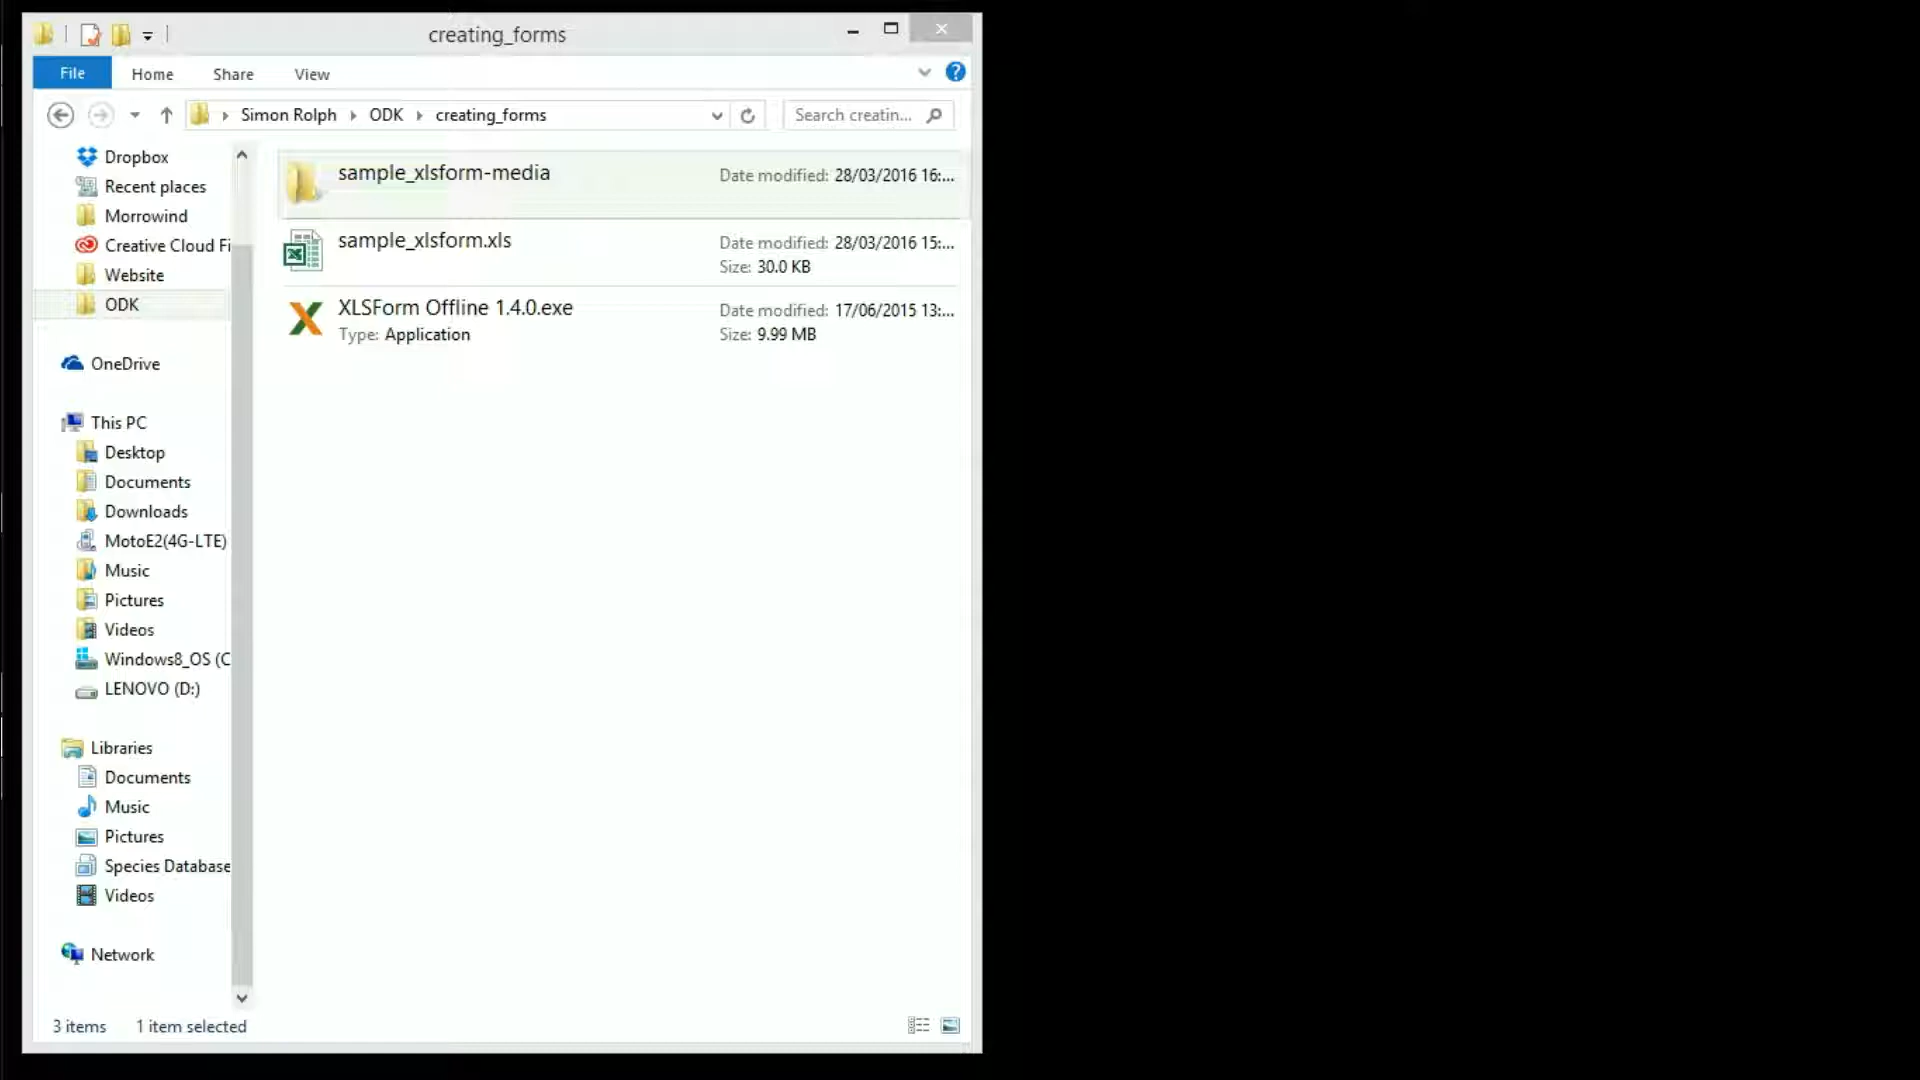 creating_forms
File Home Share View
Simon Rolph ODK creating_forms Search creatin...
Dropbox
Recent places
Morrowind
Creative Cloud Fi
Website
ODK
OneDrive
This PC
Desktop
Documents
Downloads
MotoE2(4G-LTE)
Music
Pictures
Videos
Windows8_OS (C
LENOVO (D:)
Libraries
Documents
Music
Pictures
Species Database
Videos
Network
sample_xlsform-media Date modified: 28/03/2016 16:...
sample_xlsform.xls Date modified: 28/03/2016 15:...
Size: 30.0 KB
XLSForm Offline 1.4.0.exe Date modified: 17/06/2015 13:...
Type: Application Size: 9.99 MB
3 items 1 item selected